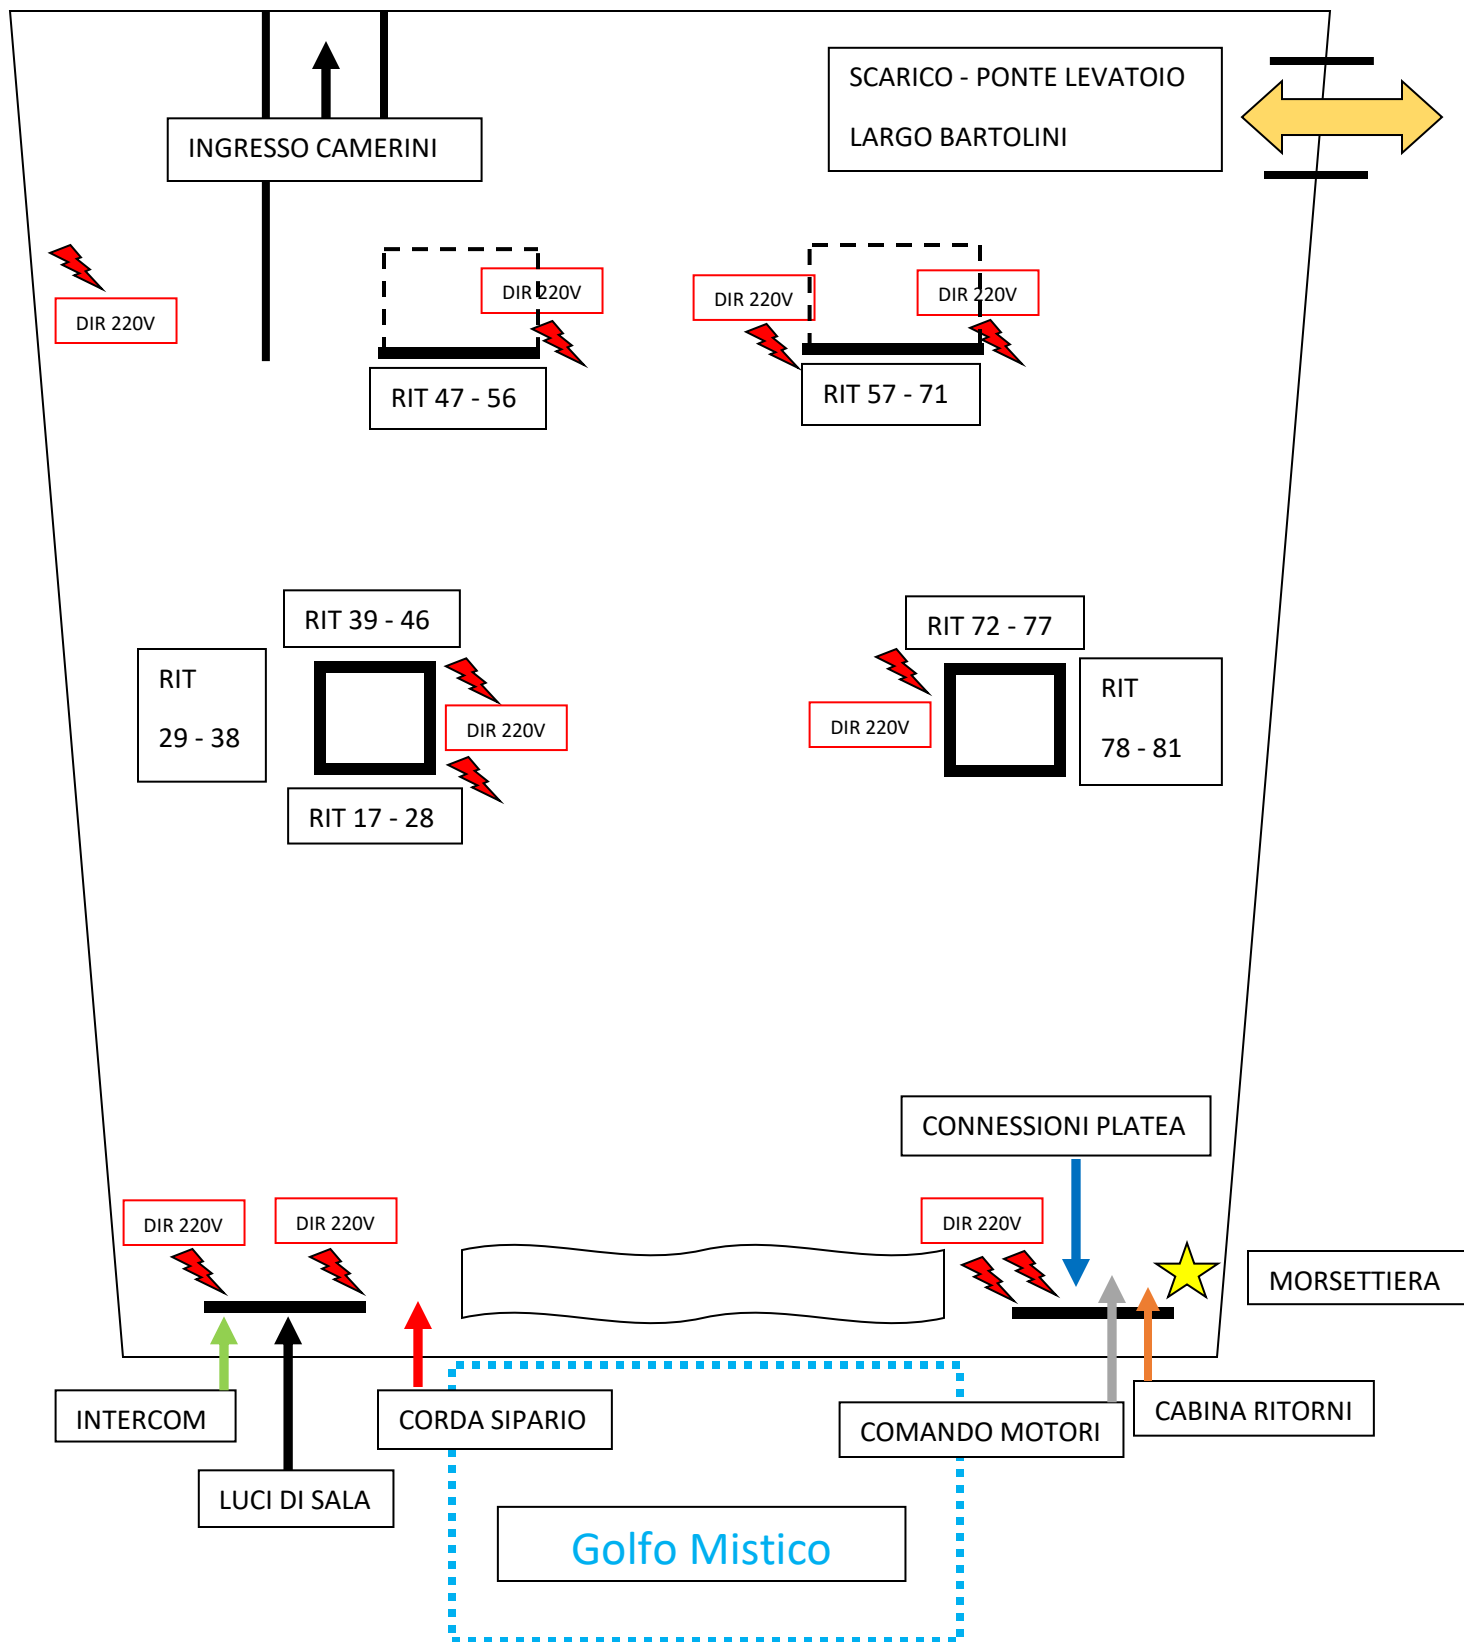 SCARICO - PONTE LEVATOIO
LARGO BARTOLINI
INGRESSO CAMERINI
DIR 220V
DIR 220V
DIR 220V
DIR 220V
RIT 47 - 56
RIT 57 - 71
RIT 39 - 46
RIT 72 - 77
RIT
29 - 38
DIR 220V
DIR 220V
RIT
78 - 81
RIT 17 - 28
CONNESSIONI PLATEA
DIR 220V
DIR 220V
DIR 220V
MORSETTIERA
INTERCOM
CORDA SIPARIO
COMANDO MOTORI
CABINA RITORNI
LUCI DI SALA
Golfo Mistico